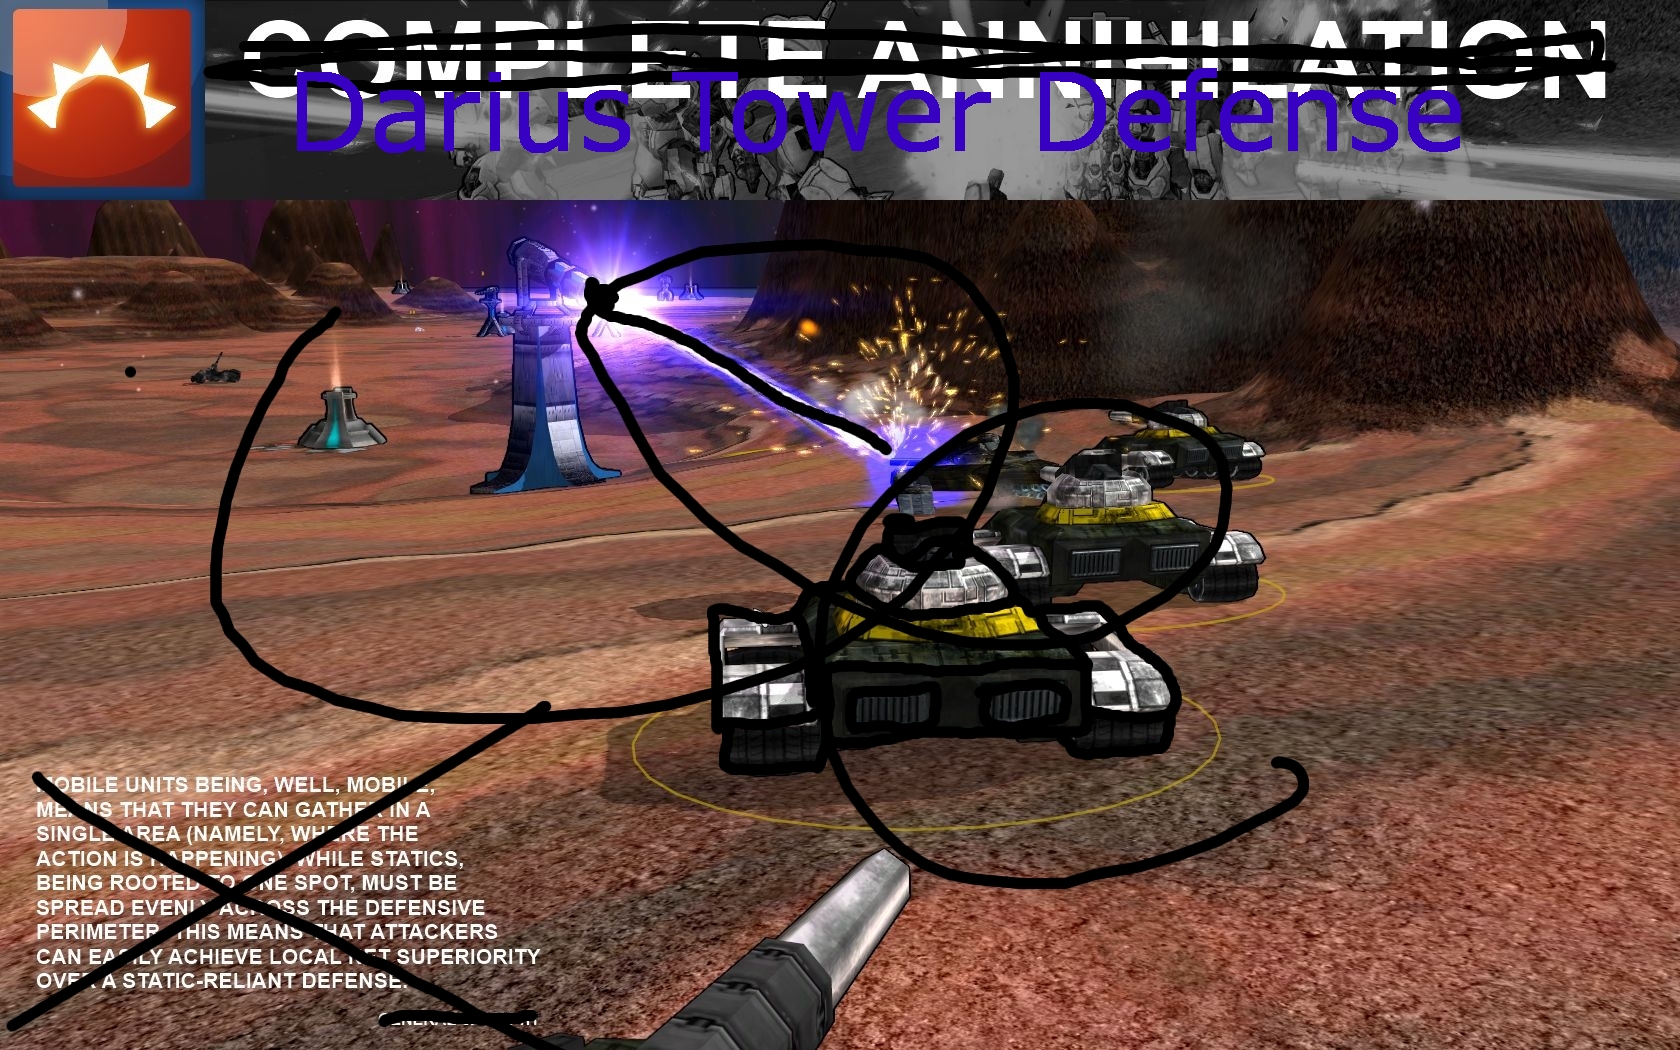 COMPLETE ANNIHILATION
Darius Tower Defense
MOBILE UNITS BEING, WELL, MOBILE,
MEANS THAT THEY CAN GATHER IN A
SINGLE AREA (NAMELY, WHERE THE
ACTION IS HAPPENING) WHILE STATICS,
BEING ROOTED TO ONE SPOT, MUST BE
SPREAD EVENLY ACROSS THE DEFENSIVE
PERIMETER. THIS MEANS THAT ATTACKERS
CAN EASILY ACHIEVE LOCAL NET SUPERIORITY
OVER A STATIC-RELIANT DEFENSE.
GENERAL